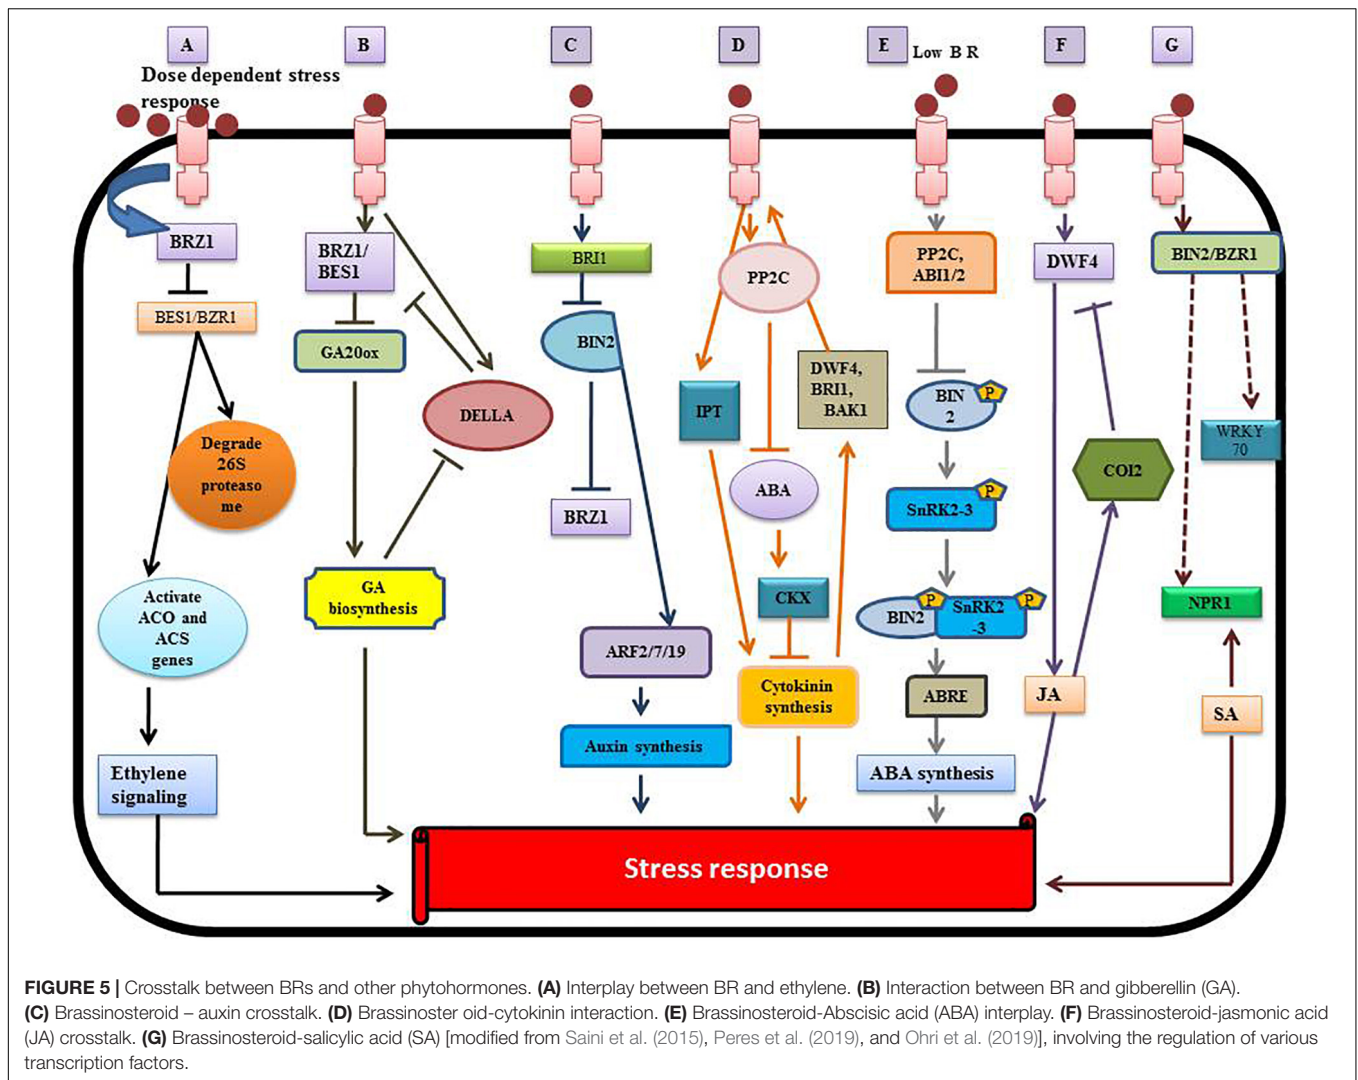 A
B
C
D
E
F
G
Low B R
Dose dependent stress
response
BRZ1
BES1/BZR1
Degrade
26S
proteaso
me
Activate
ACO and
ACS
genes
Ethylene
signaling
BRZ1/
BES1
GA20ox
DELLA
GA
biosynthesis
BRI1
BIN2
BRZ1
ARF2/7/19
Auxin synthesis
PP2C
IPT
DWF4,
BRI1,
BAK1
ABA
CKX
Cytokinin
synthesis
PP2C,
ABI1/2
BIN
2
P
SnRK2-3
P
BIN2
P
SnRK2
-3
P
ABRE
ABA synthesis
DWF4
COI2
JA
BIN2/BZR1
WRKY
70
NPR1
SA
Stress response
FIGURE 5 | Crosstalk between BRs and other phytohormones. (A) Interplay between BR and ethylene. (B) Interaction between BR and gibberellin (GA).
(C) Brassinosteroid – auxin crosstalk. (D) Brassinoster oid-cytokinin interaction. (E) Brassinosteroid-Abscisic acid (ABA) interplay. (F) Brassinosteroid-jasmonic acid
(JA) crosstalk. (G) Brassinosteroid-salicylic acid (SA) [modified from Saini et al. (2015), Peres et al. (2019), and Ohri et al. (2019)], involving the regulation of various
transcription factors.